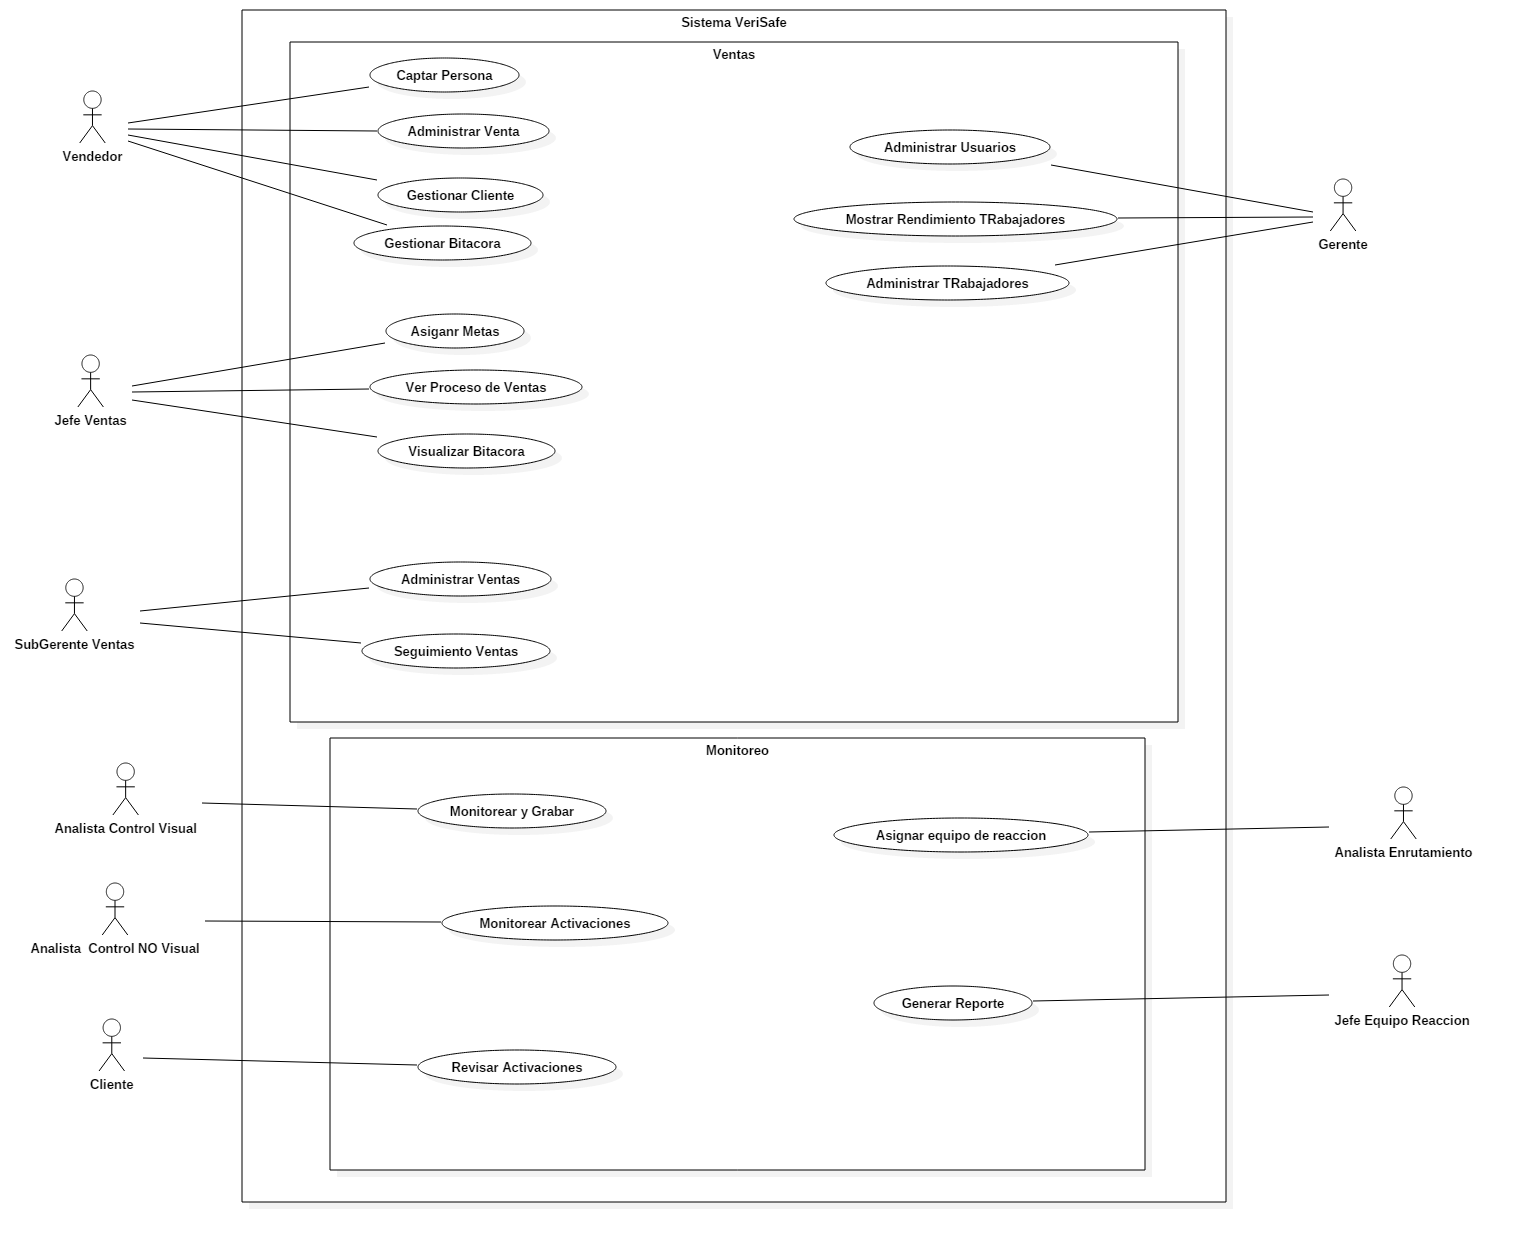 Sistema VeriSafe
Ventas
Captar Persona
Administrar Venta
Gestionar Cliente
Gestionar Bitacora
Vendedor
Administrar Usuarios
Mostrar Rendimiento TRabajadores
Administrar TRabajadores
Gerente
Asiganr Metas
Ver Proceso de Ventas
Visualizar Bitacora
Jefe Ventas
Administrar Ventas
Seguimiento Ventas
SubGerente Ventas
Monitoreo
Monitorear y Grabar
Analista Control Visual
Asignar equipo de reaccion
Analista Enrutamiento
Monitorear Activaciones
Analista  Control NO Visual
Generar Reporte
Jefe Equipo Reaccion
Revisar Activaciones
Cliente